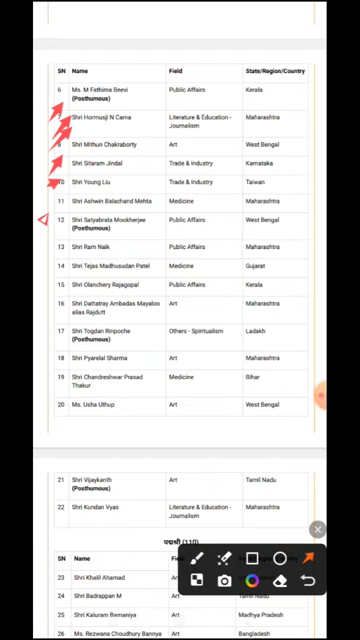 SN Name Field State/Region/Country
6 Ms. M Fathima Beevi Public Affairs Kerala
(Posthumous)
7 Shri Hormusji N Cama Literature & Education - Maharashtra
Journalism
8 Shri Mithun Chakraborty Art West Bengal
9 Shri Sitaram Jindal Trade & Industry Karnataka
10 Shri Young Liu Trade & Industry Taiwan
11 Shri Ashwin Balachand Mehta Medicine Maharashtra
12 Shri Satyabrata Mookherjee Public Affairs West Bengal
(Posthumous)
13 Shri Ram Naik Public Affairs Maharashtra
14 Shri Tejas Madhusudan Patel Medicine Gujarat
15 Shri Olanchery Rajagopal Public Affairs Kerala
16 Shri Dattatray Ambadas Mayaloo Art Maharashtra
alias Rajdutt
17 Shri Togdan Rinpoche Others - Spiritualism Ladakh
(Posthumous)
18 Shri Pyarelal Sharma Art Maharashtra
19 Shri Chandreshwar Prasad Medicine Bihar
Thakur
20 Ms. Usha Uthup Art West Bengal
21 Shri Vijaykanth Art Tamil Nadu
(Posthumous)
22 Shri Kundan Vyas Literature & Education - Maharashtra
Journalism
पद्मश्री (110)
SN Name Field
23 Shri Khalil Ahamad Art
24 Shri Badrappan M Art Tamil Nadu
25 Shri Kaluram Bamaniya Art Madhya Pradesh
26 Ms. Rezwana Choudhury Bannya Art Bangladesh